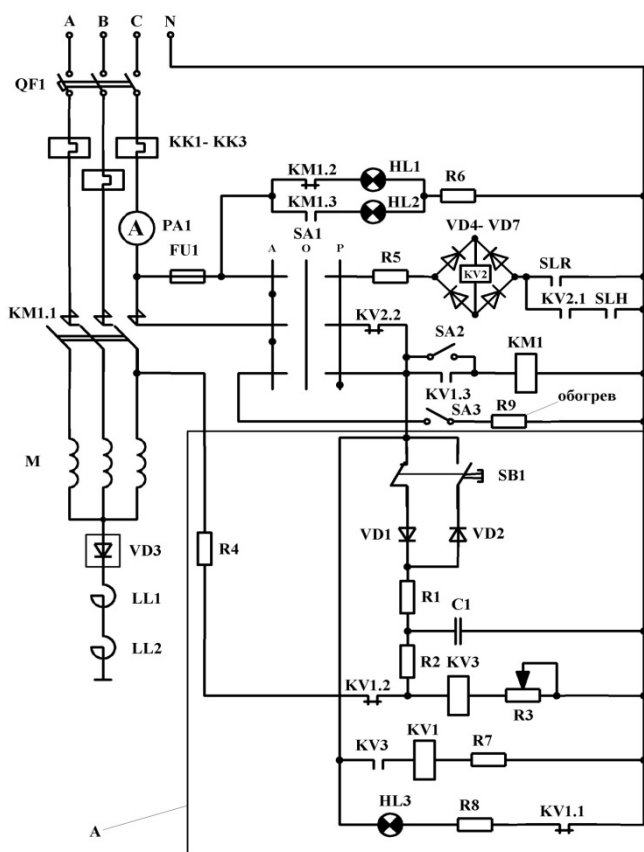 A B C N
QF1
KK1- KK3
KM1.2 HL1
R6
KM1.3 HL2
A PA1
SA1
VD4- VD7
FU1
A O P
R5
KV2
SLR
KV2.1 SLH
KM1.1
KV2.2
SA2
KM1
KV1.3
SA3 R9 обогрев
M
SB1
VD3
R4
VD1 VD2
LL1
R1
C1
LL2
R2 KV3
KV1.2
R3
KV3 KV1 R7
HL3 R8 KV1.1
A